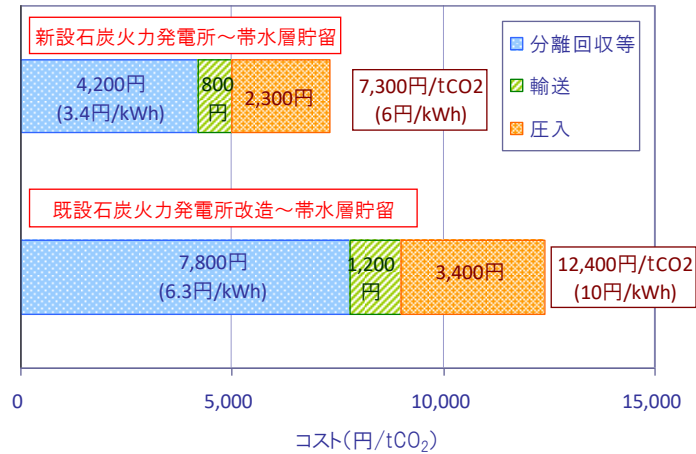 新設石炭火力発電所～帯水層貯留
4,200円
(3.4円/kWh)
800
円
2,300円
7,300円/tCO2
(6円/kWh)
分離回収等
輸送
圧入
既設石炭火力発電所改造～帯水層貯留
7,800円
(6.3円/kWh)
1,200
円
3,400円
12,400円/tCO2
(10円/kWh)
0
5,000
10,000
15,000
コスト(円/tCO₂)